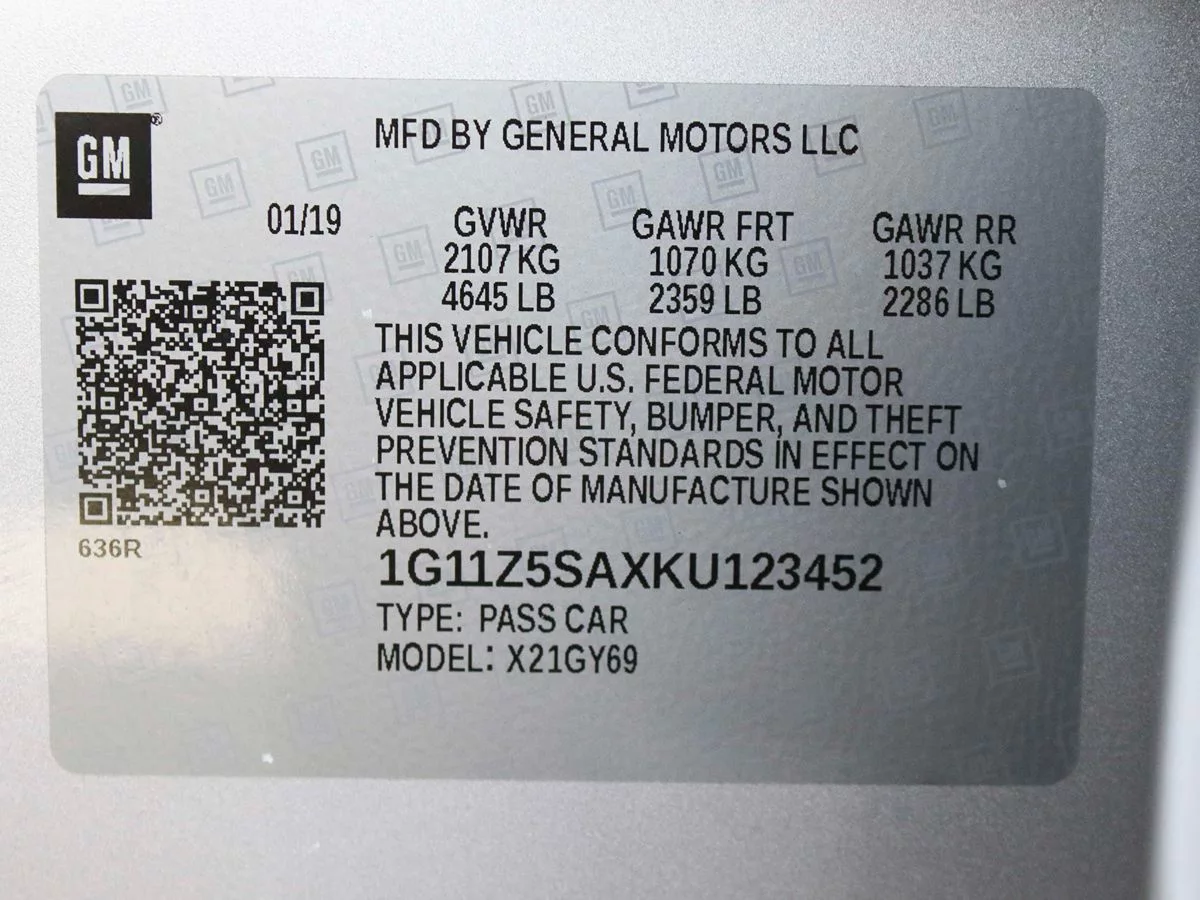 GM
MFD BY GENERAL MOTORS LLC
01/19 GVWR GAWR FRT GAWR RR
2107 KG 1070 KG 1037 KG
4645 LB 2359 LB 2286 LB
THIS VEHICLE CONFORMS TO ALL
APPLICABLE U.S. FEDERAL MOTOR
VEHICLE SAFETY, BUMPER, AND THEFT
PREVENTION STANDARDS IN EFFECT ON
THE DATE OF MANUFACTURE SHOWN
ABOVE.
636R
1G11Z5SAXKU123452
TYPE: PASS CAR
MODEL: X21GY69